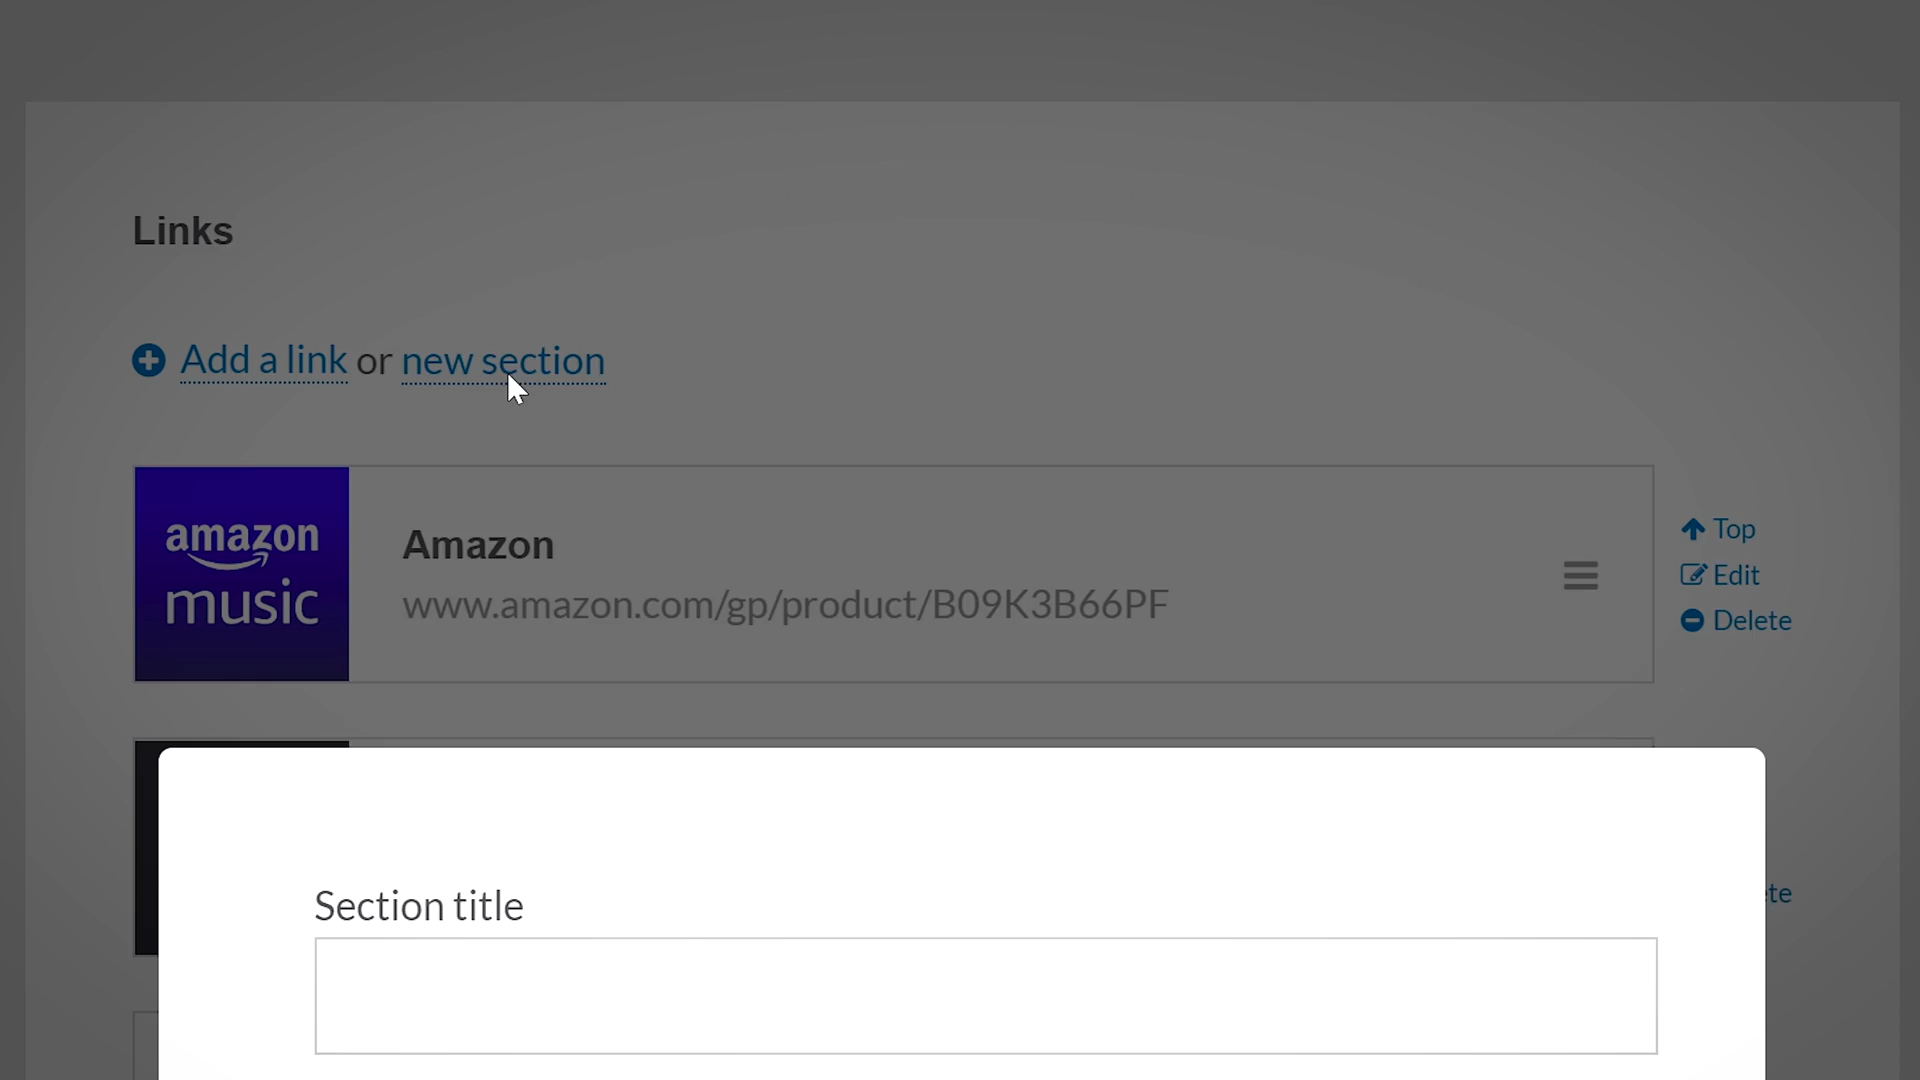 Links
Add a link or new section
amazon
music
Amazon
www.amazon.com/gp/product/B09K3B66PF
Top
Edit
Delete
ete
Section title